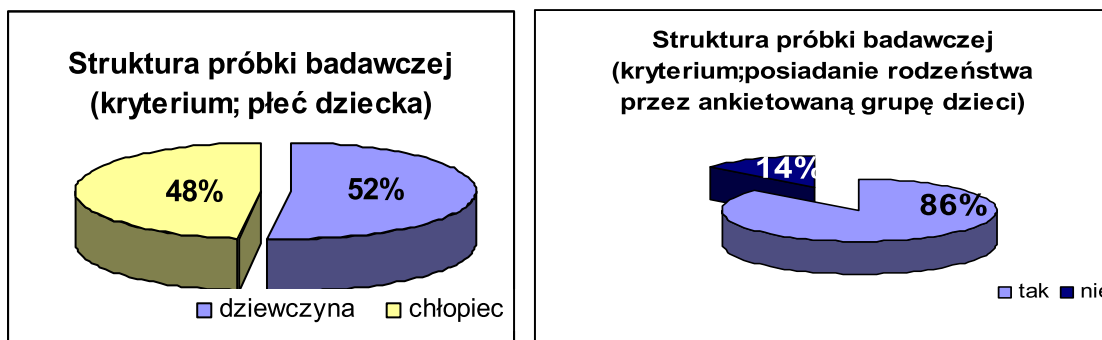 Struktura próbki badawczej
(kryterium; płeć dziecka)
48%
52%
dziewczyna chłopiec
Struktura próbki badawczej
(kryterium;posiadanie rodzeństwa
przez ankietowaną grupę dzieci)
14%
86%
tak nie